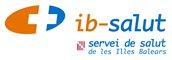 ib-salut
servei de salut
de les Illes Balears